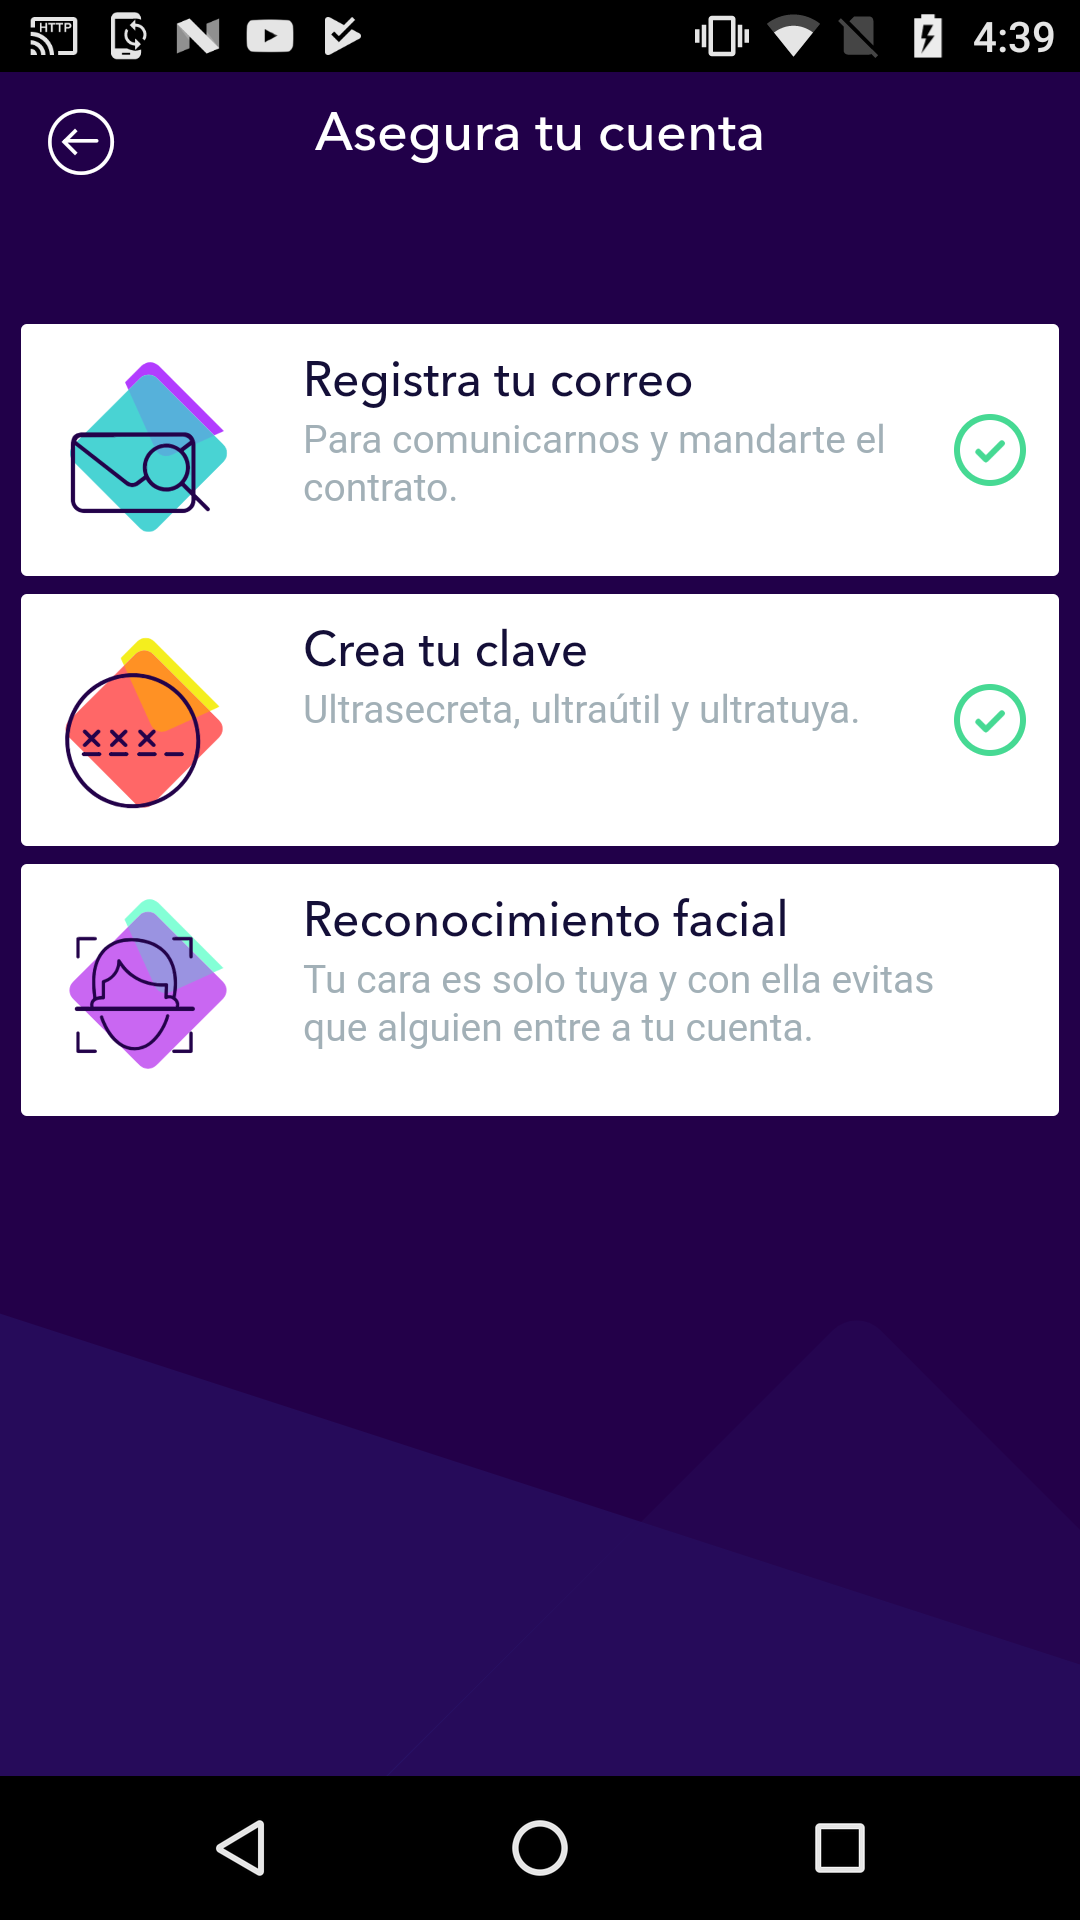 HTTP
4:39
Asegura tu cuenta
Registra tu correo
Para comunicarnos y mandarte el
contrato.
Crea tu clave
Ultrasecreta, ultraútil y ultratuya.
Reconocimiento facial
Tu cara es solo tuya y con ella evitas
que alguien entre a tu cuenta.